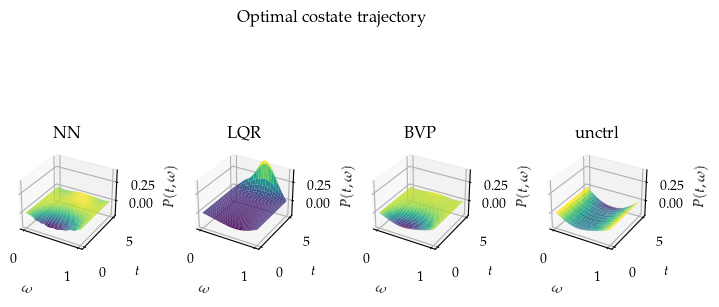 Optimal costate trajectory
NN
LQR
BVP
unctrl
0.25
0.00
P(t, ω)
0
1
ω
0
5
t
0.25
0.00
P(t, ω)
0
1
ω
0
5
t
0.25
0.00
P(t, ω)
0
1
ω
0
5
t
0.25
0.00
P(t, ω)
0
1
ω
0
5
t